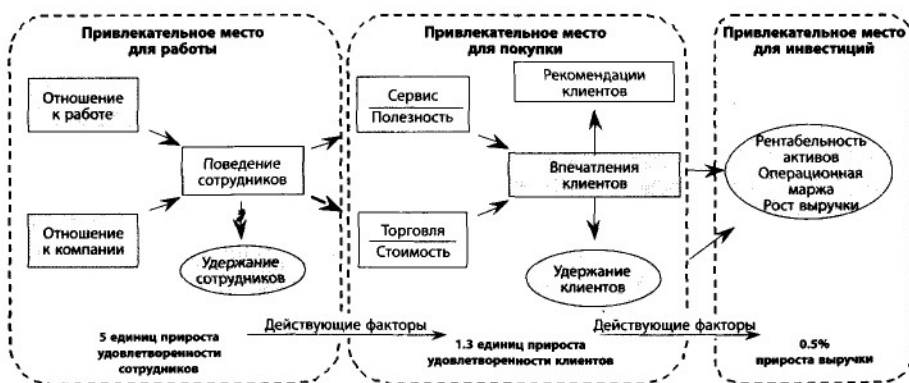 Привлекательное место
для работы
Привлекательное место
для покупки
Привлекательное место
для инвестиций
Отношение
к работе
Поведение
сотрудников
Отношение
к компании
Удержание
сотрудников
Сервис
Полезность
Торговля
Стоимость
Рекомендации
клиентов
Впечатления
клиентов
Удержание
клиентов
Рентабельность
активов
Операционная
маржа
Рост выручки
5 единиц прироста
удовлетворенности
сотрудников
Действующие факторы
1.3 единиц прироста
удовлетворенности клиентов
Действующие факторы
0.5%
прироста выручки